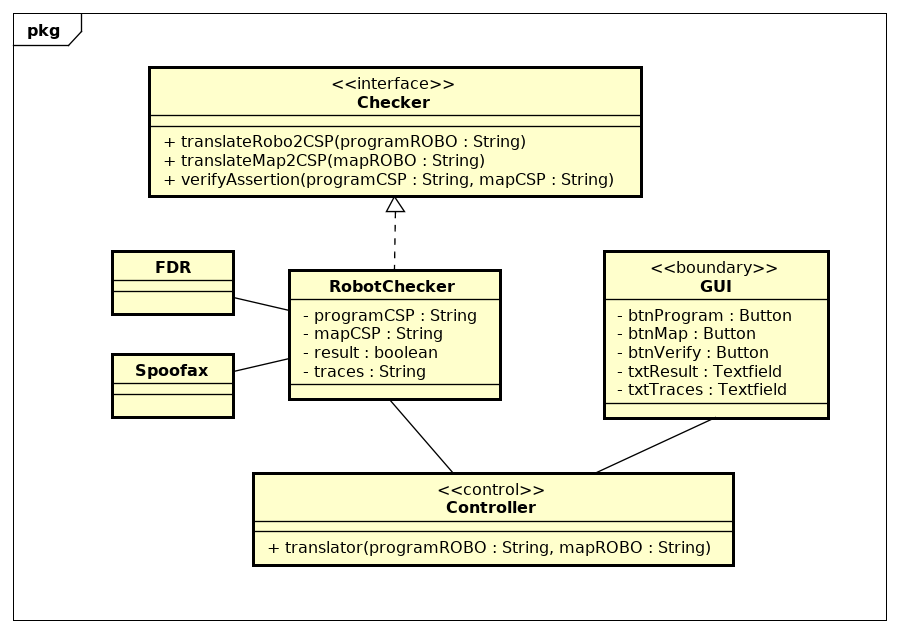 pkg
<<interface>>
Checker
+ translateRobo2CSP(programROBO : String)
+ translateMap2CSP(mapROBO : String)
+ verifyAssertion(programCSP : String, mapCSP : String)
FDR
Spoofax
RobotChecker
- programCSP : String
- mapCSP : String
- result : boolean
- traces : String
<<boundary>>
GUI
- btnProgram : Button
- btnMap : Button
- btnVerify : Button
- txtResult : Textfield
- txtTraces : Textfield
<<control>>
Controller
+ translator(programROBO : String, mapROBO : String)